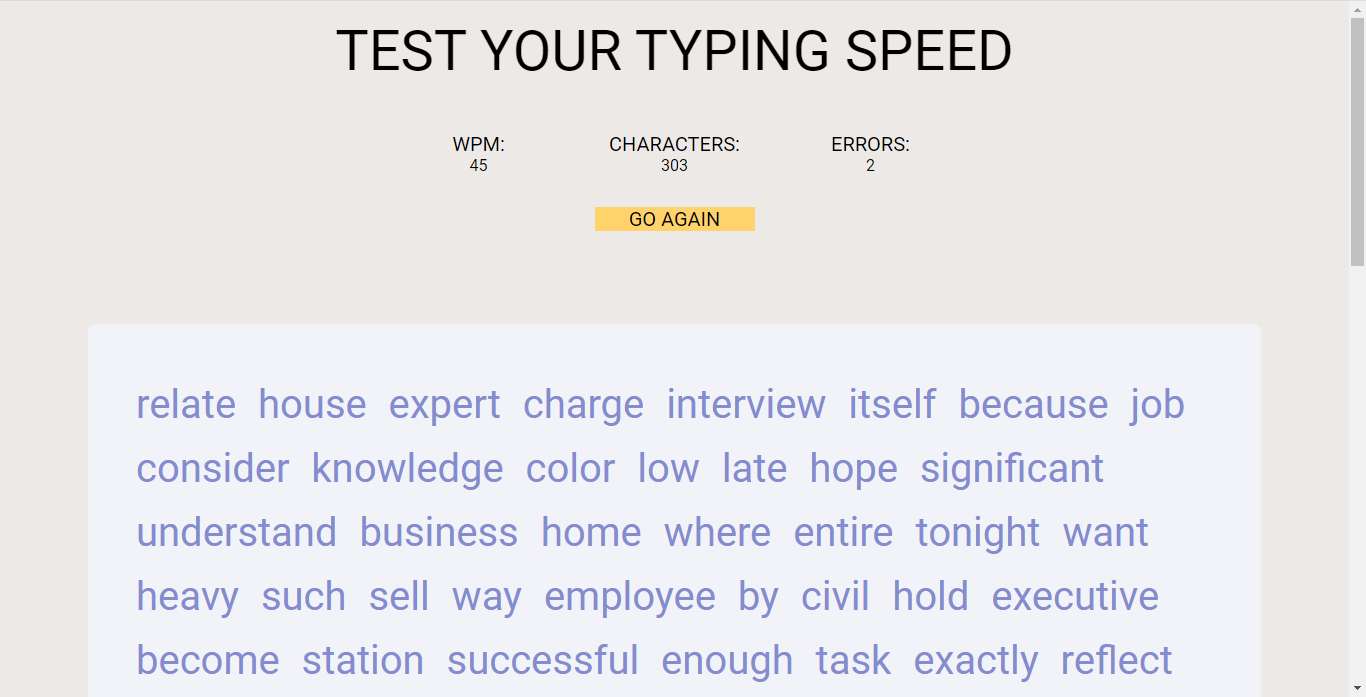 TEST YOUR TYPING SPEED
WPM: CHARACTERS: ERRORS:
45 303 2
GO AGAIN
relate house expert charge interview itself because job
consider knowledge color low late hope significant
understand business home where entire tonight want
heavy such sell way employee by civil hold executive
become station successful enough task exactly reflect